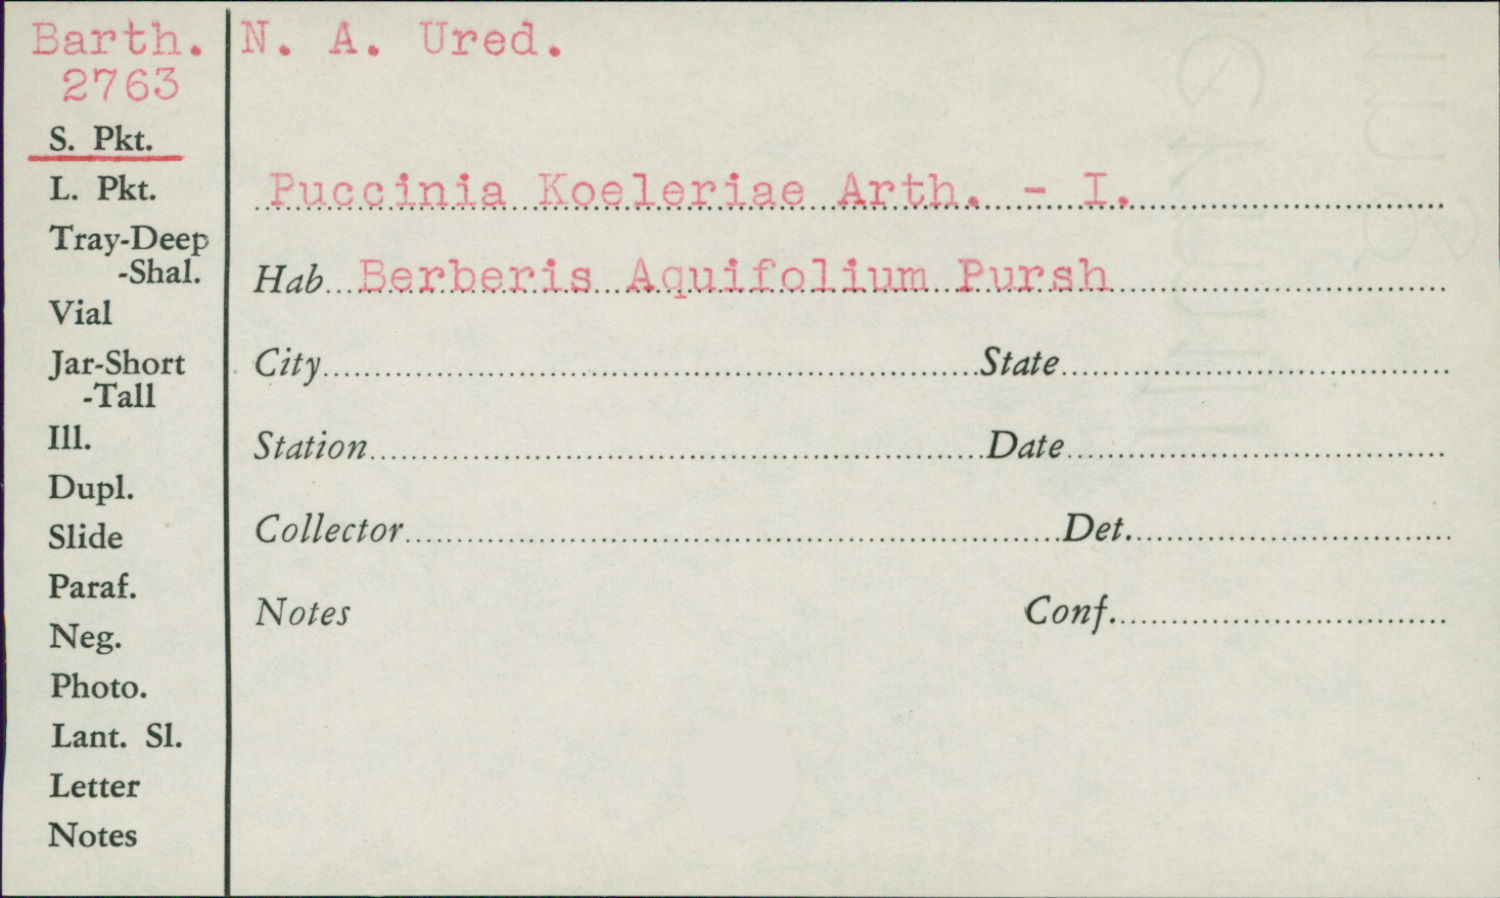 Barth.
2763
N. A. Ured.
S. Pkt.
L. Pkt.
Tray-Deep
-Shal.
Vial
Jar-Short
-Tall
Ill.
Dupl.
Slide
Paraf.
Neg.
Photo.
Lant. Sl.
Letter
Notes
Puccinia Koeleriae Arth. - I.
Hab. Berberis Aquifolium Pursh
City State
Station Date
Collector Det.
Notes Conf.